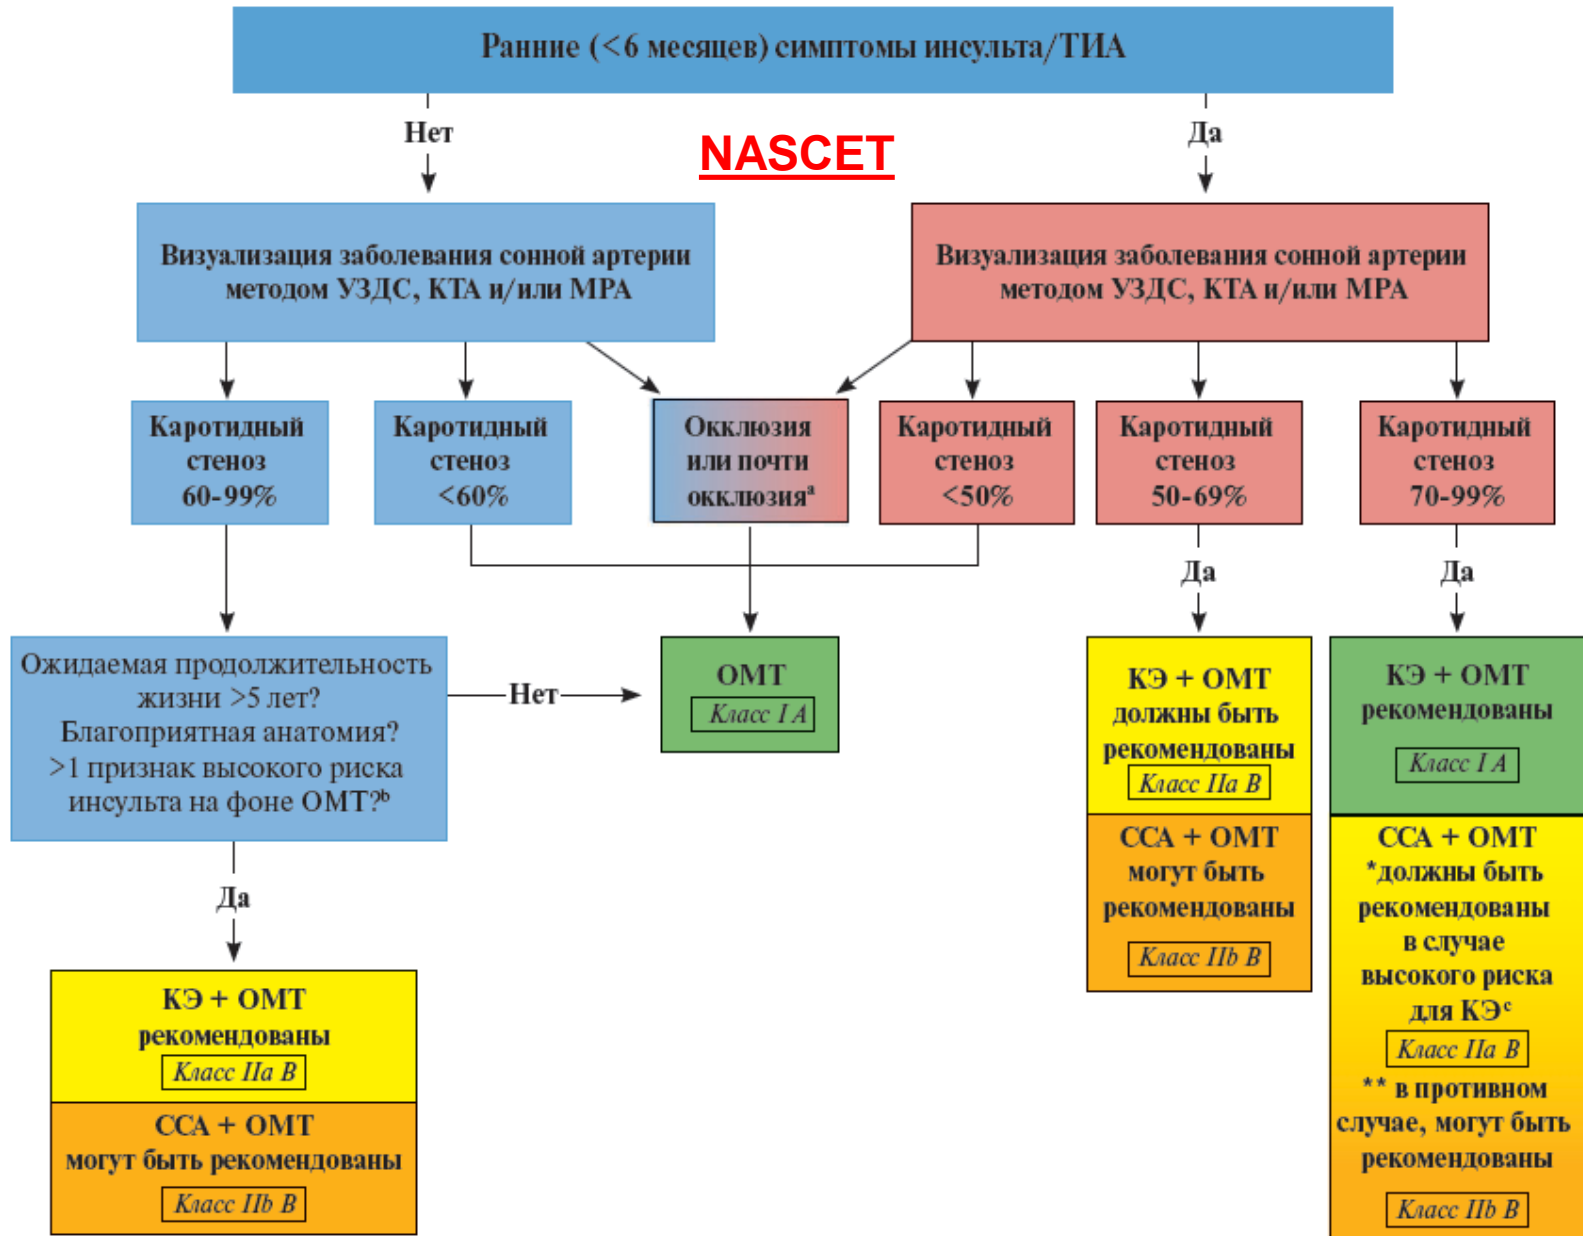 Ранние (<6 месяцев) симптомы инсульта/ТИА
Нет
NASCET
Да
Визуализация заболевания сонной артерии
методом УЗДС, КТА и/или МРА
Визуализация заболевания сонной артерии
методом УЗДС, КТА и/или МРА
Каротидный
стеноз
60-99%
Каротидный
стеноз
<60%
Окклюзия
или почти
окклюзияᵃ
Каротидный
стеноз
<50%
Каротидный
стеноз
50-69%
Каротидный
стеноз
70-99%
Да
Да
Ожидаемая продолжительность
жизни >5 лет?
Благоприятная анатомия?
>1 признак высокого риска
инсульта на фоне ОМТ?ᵇ
Нет
ОМТ
Класс I A
КЭ + ОМТ
должны быть
рекомендованы
Класс IIa B
ССА + ОМТ
могут быть
рекомендованы
Класс IIb B
КЭ + ОМТ
рекомендованы
Класс I A
ССА + ОМТ
*должны быть
рекомендованы
в случае
высокого риска
для КЭᶜ
Класс IIa B
** в противном
случае, могут быть
рекомендованы
Класс IIb B
Да
КЭ + ОМТ
рекомендованы
Класс IIa B
ССА + ОМТ
могут быть рекомендованы
Класс IIb B